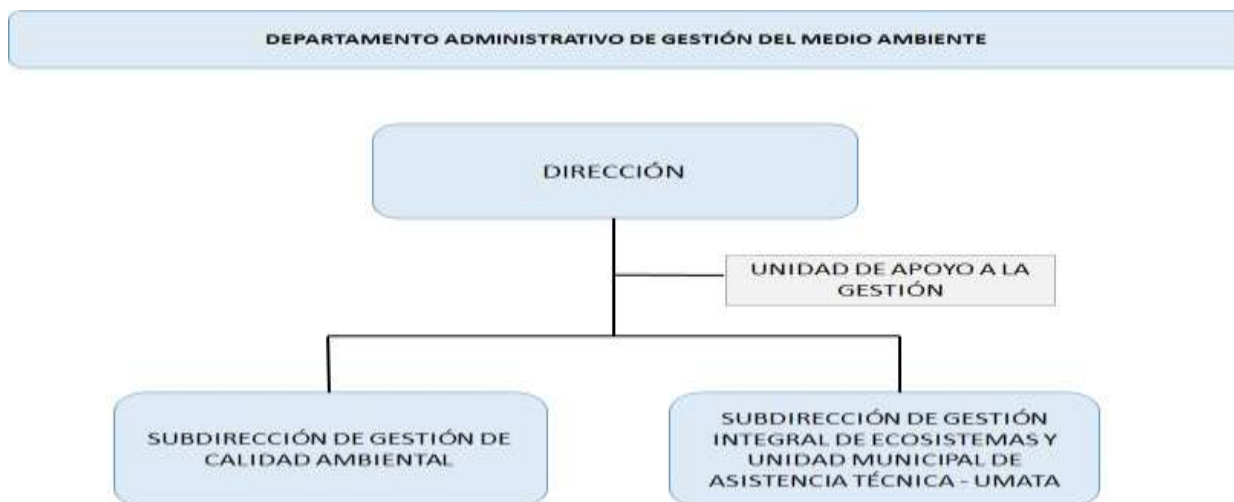 DEPARTAMENTO ADMINISTRATIVO DE GESTIÓN DEL MEDIO AMBIENTE
DIRECCIÓN
UNIDAD DE APOYO A LA
GESTIÓN
SUBDIRECCIÓN DE GESTIÓN DE
CALIDAD AMBIENTAL
SUBDIRECCIÓN DE GESTIÓN
INTEGRAL DE ECOSISTEMAS Y
UNIDAD MUNICIPAL DE
ASISTENCIA TÉCNICA - UMATA